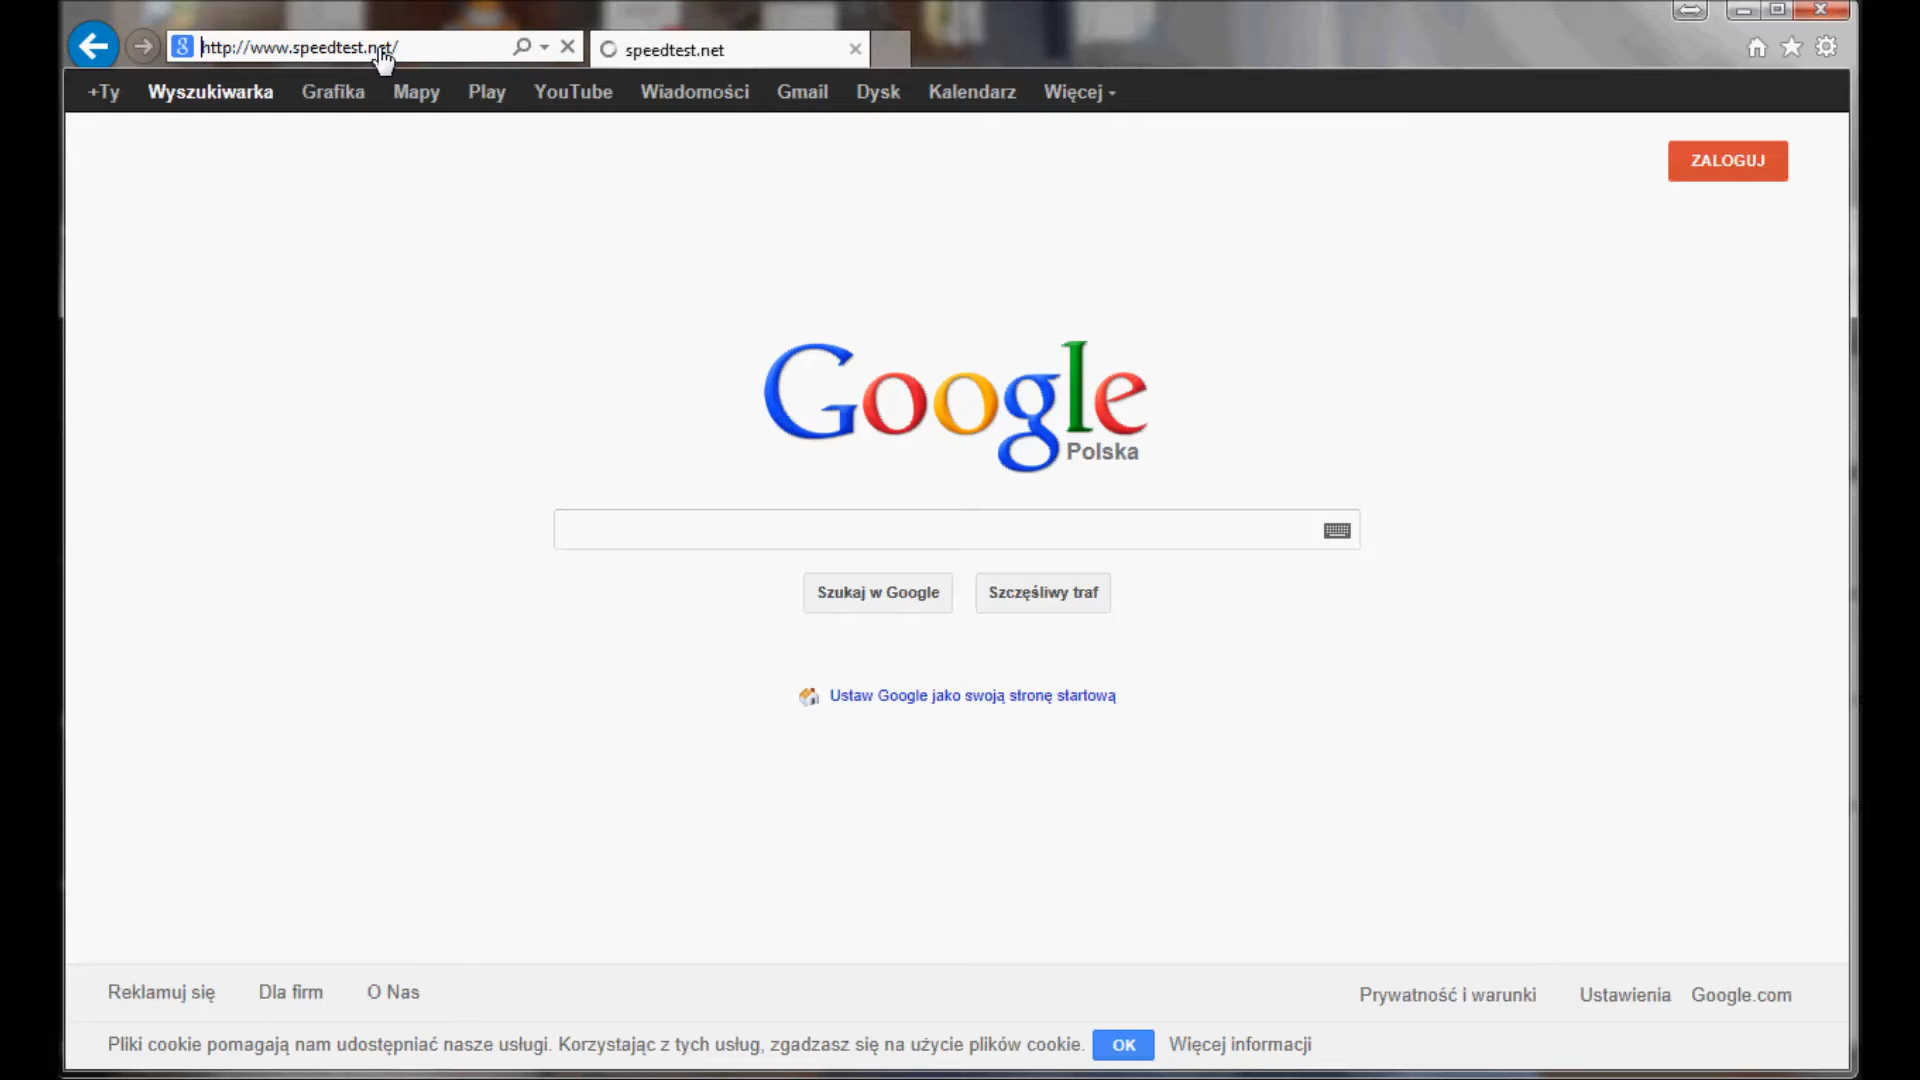 http://www.speedtest.net/
speedtest.net
+Ty Wyszukiwarka Grafika Mapy Play YouTube Wiadomości Gmail Dysk Kalendarz Więcej
ZALOGUJ
Google
Polska
Szukaj w Google Szczęśliwy traf
Ustaw Google jako swoją stronę startową
Reklamuj się Dla firm O Nas Prywatność i warunki Ustawienia Google.com
Pliki cookie pomagają nam udostępniać nasze usługi. Korzystając z tych usług, zgadzasz się na użycie plików cookie. OK Więcej informacji